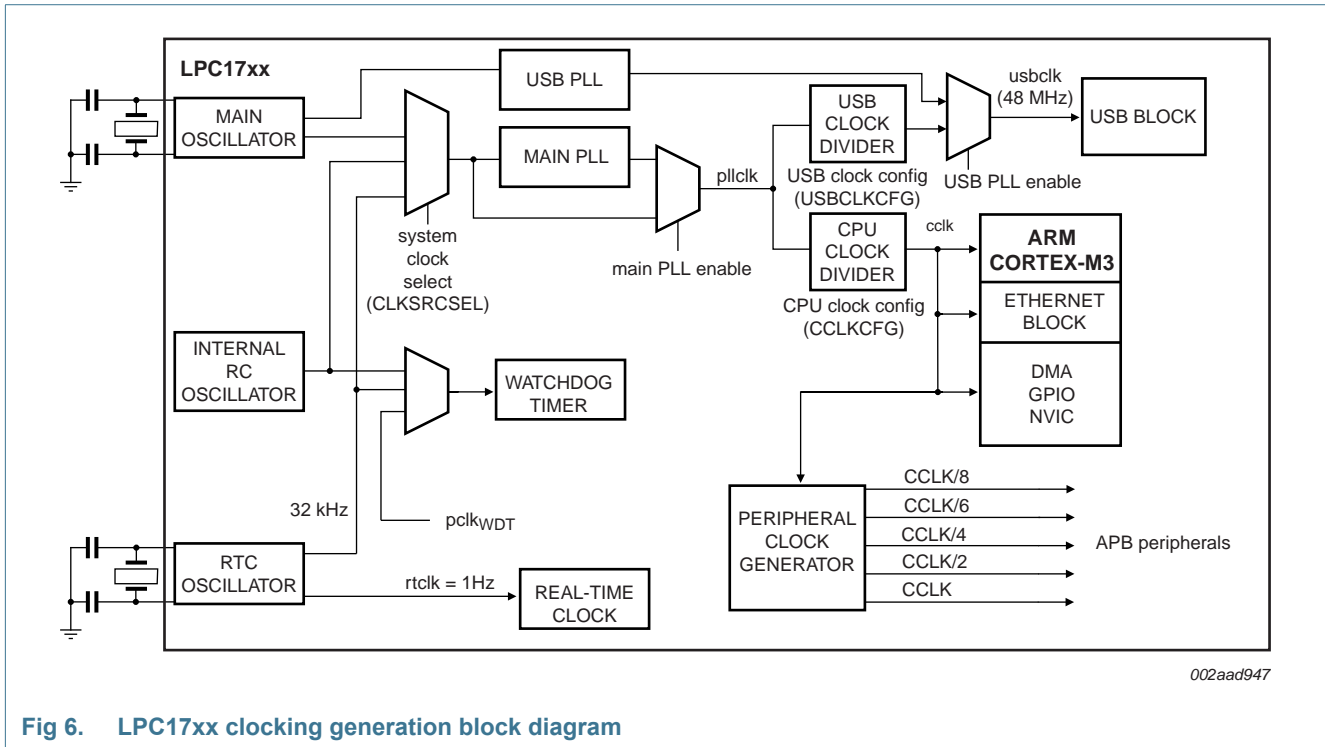 LPC17xx
MAIN
OSCILLATOR
USB PLL
MAIN PLL
system
clock
select
(CLKSRCSEL)
main PLL enable
pllclk
USB
CLOCK
DIVIDER
USB clock config
(USBCLKCFG)
usbclk
(48 MHz)
USB BLOCK
USB PLL enable
CPU
CLOCK
DIVIDER
CPU clock config
(CCLKCFG)
cclk
ARM
CORTEX-M3
ETHERNET
BLOCK
DMA
GPIO
NVIC
INTERNAL
RC
OSCILLATOR
WATCHDOG
TIMER
32 kHz
pclkWDT
RTC
OSCILLATOR
rtclk = 1Hz
REAL-TIME
CLOCK
PERIPHERAL
CLOCK
GENERATOR
CCLK/8
CCLK/6
CCLK/4
CCLK/2
CCLK
APB peripherals
002aad947
Fig 6. LPC17xx clocking generation block diagram